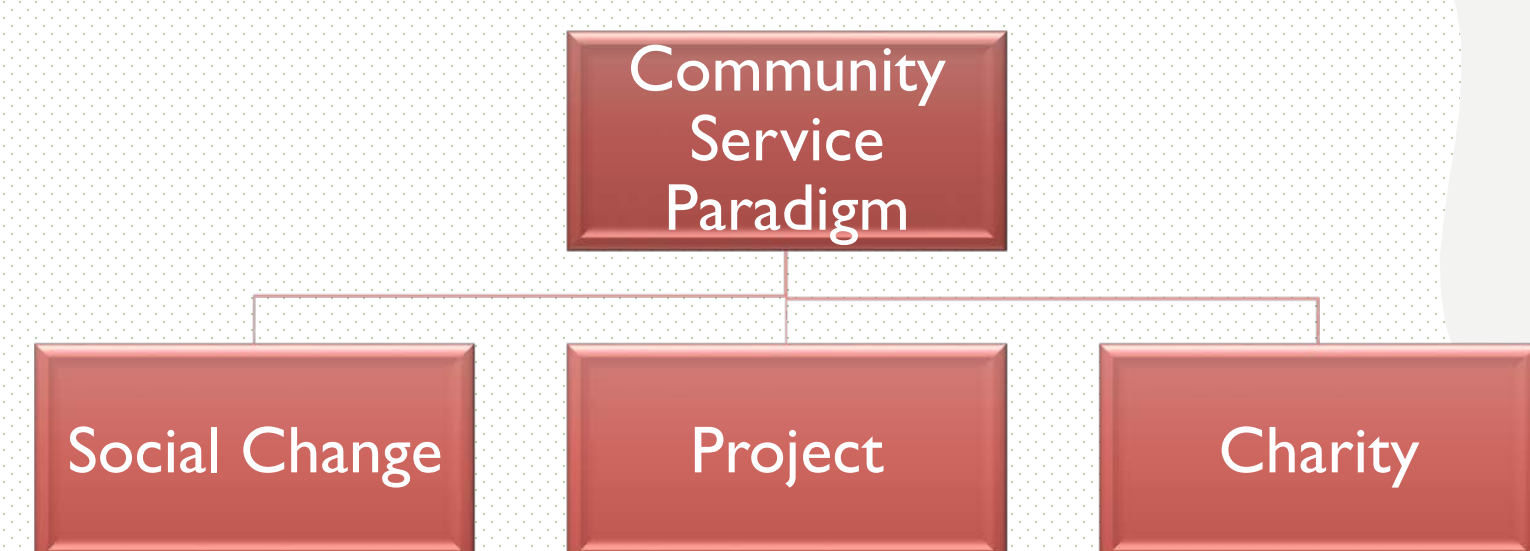 Community
Service
Paradigm
Social Change
Project
Charity